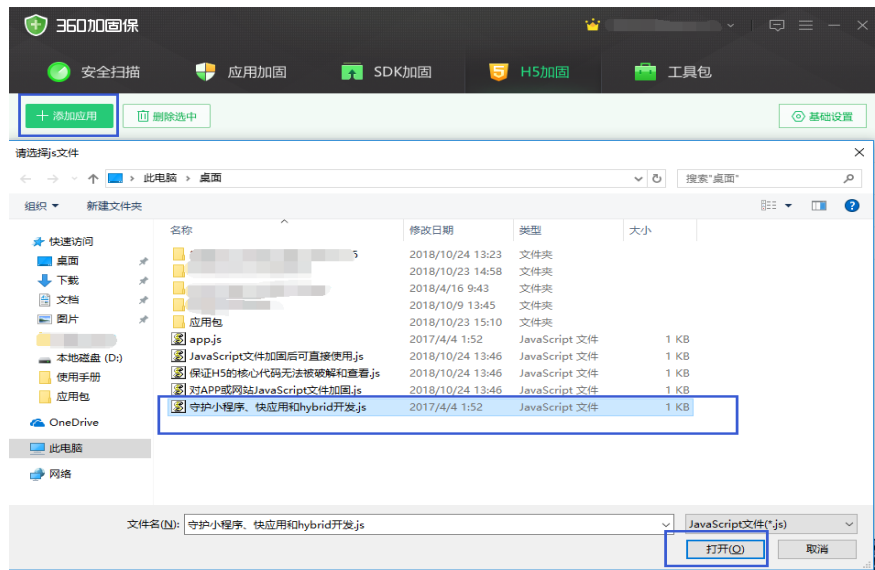 360加固保
安全扫描 应用加固 SDK加固 H5加固 工具包
添加应用 删除选中 基础设置
请选择js文件
此电脑 › 桌面 搜索"桌面"
组织 新建文件夹
名称 修改日期 类型 大小
快速访问
桌面
下载
文档
图片
本地磁盘 (D:)
使用手册
应用包
OneDrive
此电脑
网络
5 2018/10/24 13:23 文件夹
2018/10/23 14:58 文件夹
2018/4/16 9:43 文件夹
2018/10/9 13:45 文件夹
应用包 2018/10/23 15:10 文件夹
app.js 2017/4/4 1:52 JavaScript 文件 1 KB
JavaScript文件加固后可直接使用.js 2018/10/24 13:46 JavaScript 文件 1 KB
保证H5的核心代码无法被破解和查看.js 2018/10/24 13:46 JavaScript 文件 1 KB
对APP或网站JavaScript文件加固.js 2018/10/24 13:46 JavaScript 文件 1 KB
守护小程序、快应用和hybrid开发.js 2017/4/4 1:52 JavaScript 文件 1 KB
文件名(N): 守护小程序、快应用和hybrid开发.js JavaScript文件(*.js)
打开(O) 取消